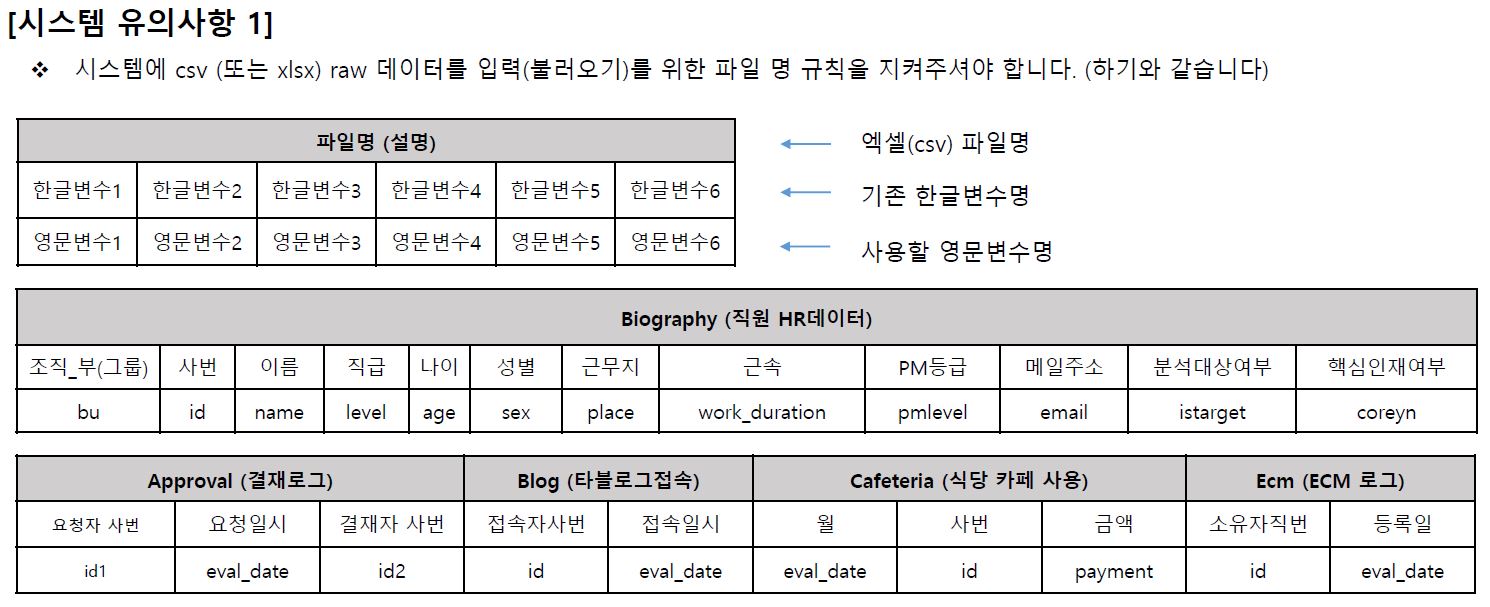 [시스템 유의사항 1]
❖ 시스템에 csv (또는 xlsx) raw 데이터를 입력(불러오기)를 위한 파일 명 규칙을 지켜주셔야 합니다. (하기와 같습니다)
파일명 (설명)
엑셀(csv) 파일명
한글변수1 한글변수2 한글변수3 한글변수4 한글변수5 한글변수6
기존 한글변수명
영문변수1 영문변수2 영문변수3 영문변수4 영문변수5 영문변수6
사용할 영문변수명
Biography (직원 HR데이터)
조직_부(그룹) 사번 이름 직급 나이 성별 근무지 근속 PM등급 메일주소 분석대상여부 핵심인재여부
bu id name level age sex place work_duration pmlevel email istarget coreyn
Approval (결재로그) Blog (타블로그접속) Cafeteria (식당 카페 사용) Ecm (ECM 로그)
요청자 사번 요청일시 결재자 사번 접속자사번 접속일시 월 사번 금액 소유자직번 등록일
id1 eval_date id2 id eval_date eval_date id payment id eval_date